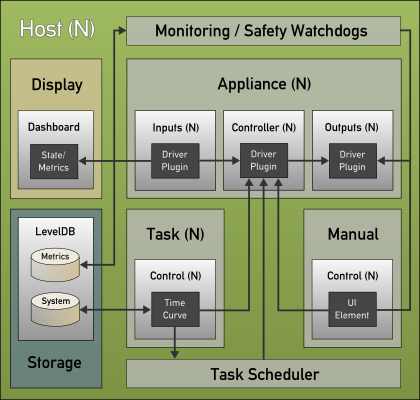 Host (N)
Monitoring / Safety Watchdogs
Display
Appliance (N)
Dashboard
Inputs (N)
Controller (N)
Outputs (N)
State/
Metrics
Driver
Plugin
Driver
Plugin
Driver
Plugin
LevelDB
Task (N)
Manual
Metrics
Control (N)
Control (N)
System
Time
Curve
UI
Element
Storage
Task Scheduler